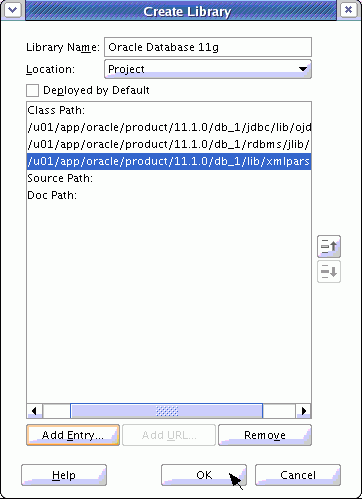 Create Library
Library Name: Oracle Database 11g
Location: Project
Deployed by Default
Class Path:
/u01/app/oracle/product/11.1.0/db_1/jdbc/lib/ojd
/u01/app/oracle/product/11.1.0/db_1/rdbms/jlib/
/u01/app/oracle/product/11.1.0/db_1/lib/xmlpars
Source Path:
Doc Path:
Add Entry... Add URL... Remove
Help OK Cancel